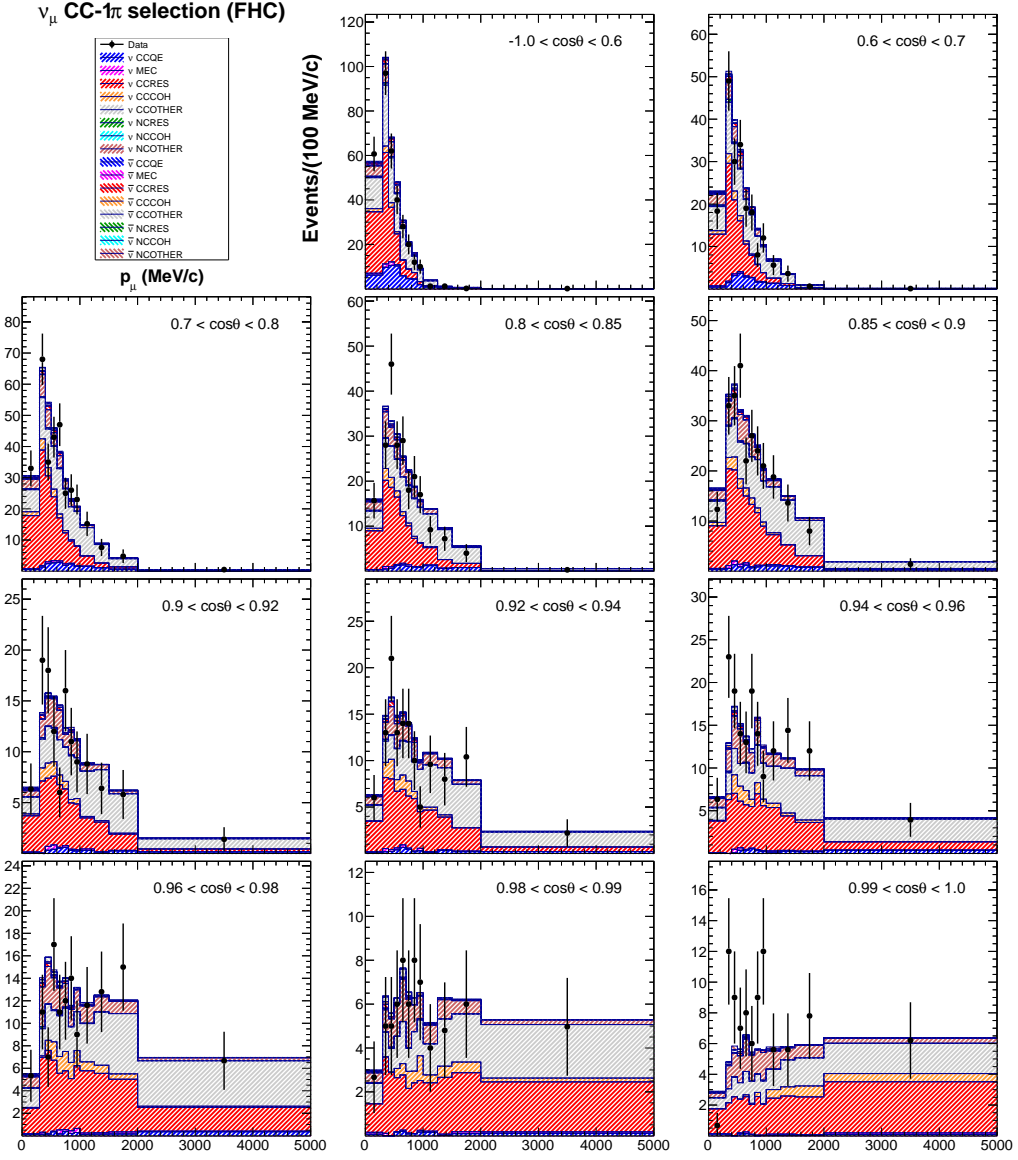 ν_μ CC-1π selection (FHC)
Data
ν CCQE
ν MEC
ν CCRES
ν CCCOH
ν CCOTHER
ν NCRES
ν NCCOH
ν NCOTHER
ν̄ CCQE
ν̄ MEC
ν̄ CCRES
ν̄ CCCOH
ν̄ CCOTHER
ν̄ NCRES
ν̄ NCCOH
ν̄ NCOTHER
p_μ (MeV/c)
Events/(100 MeV/c)
-1.0 < cosθ < 0.6
120
100
80
60
40
20
0.6 < cosθ < 0.7
60
50
40
30
20
10
0.7 < cosθ < 0.8
80
70
60
50
40
30
20
10
0.8 < cosθ < 0.85
60
50
40
30
20
10
0.85 < cosθ < 0.9
50
40
30
20
10
0.9 < cosθ < 0.92
25
20
15
10
5
0.92 < cosθ < 0.94
25
20
15
10
5
0.94 < cosθ < 0.96
30
25
20
15
10
5
0.96 < cosθ < 0.98
24
22
20
18
16
14
12
10
8
6
4
2
0 1000 2000 3000 4000 5000
0.98 < cosθ < 0.99
12
10
8
6
4
2
0 1000 2000 3000 4000 5000
0.99 < cosθ < 1.0
16
14
12
10
8
6
4
2
0 1000 2000 3000 4000 5000